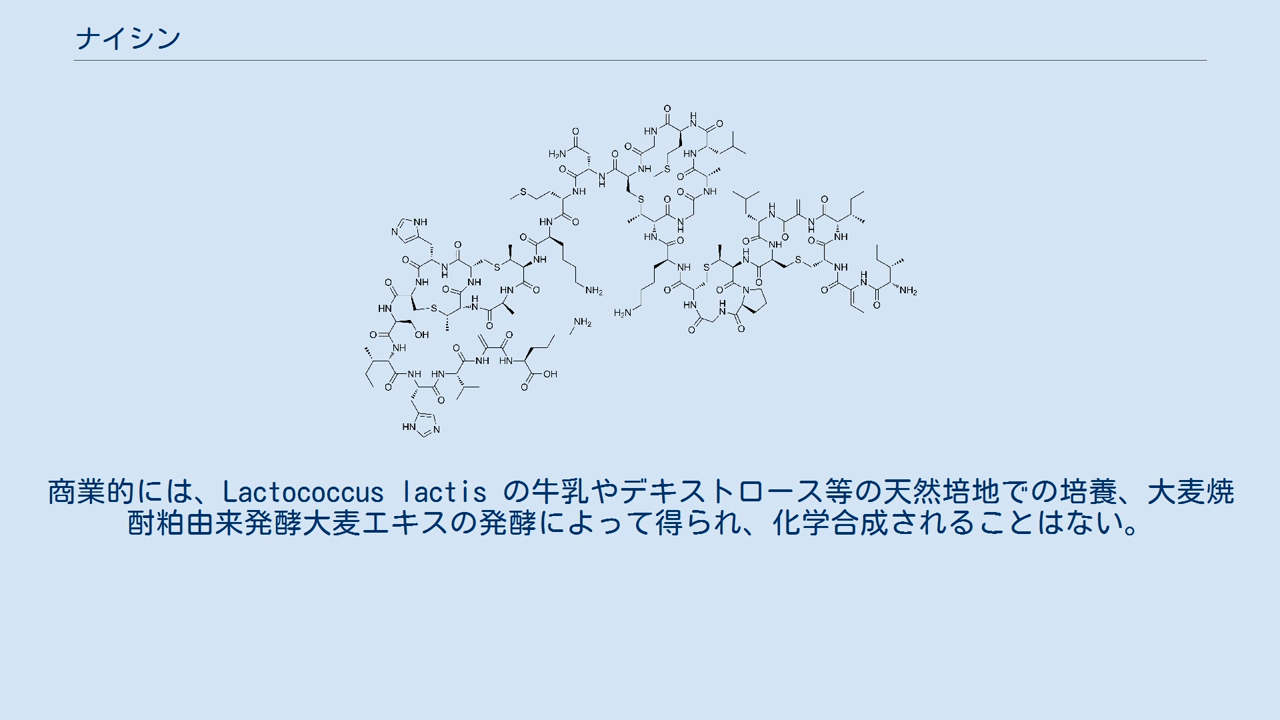 ナイシン
商業的には、Lactococcus lactis の牛乳やデキストロース等の天然培地での培養、大麦焼
酎粕由来発酵大麦エキスの発酵によって得られ、化学合成されることはない。